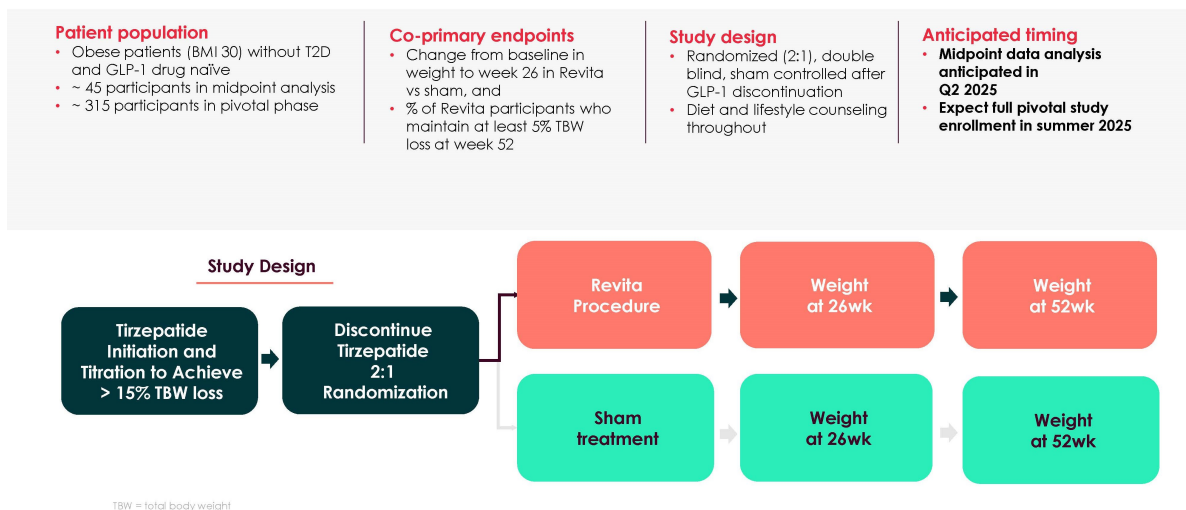 Patient population
• Obese patients (BMI 30) without T2D
and GLP-1 drug naïve
• ~ 45 participants in midpoint analysis
• ~ 315 participants in pivotal phase
Co-primary endpoints
• Change from baseline in
weight to week 26 in Revita
vs sham, and
• % of Revita participants who
maintain at least 5% TBW
loss at week 52
Study design
• Randomized (2:1), double
blind, sham controlled after
GLP-1 discontinuation
• Diet and lifestyle counseling
throughout
Anticipated timing
• Midpoint data analysis
anticipated in
Q2 2025
• Expect full pivotal study
enrollment in summer 2025
Study Design
Tirzepatide
Initiation and
Titration to Achieve
> 15% TBW loss
Discontinue
Tirzepatide
2:1
Randomization
Revita
Procedure
Weight
at 26wk
Weight
at 52wk
Sham
treatment
Weight
at 26wk
Weight
at 52wk
TBW = total body weight